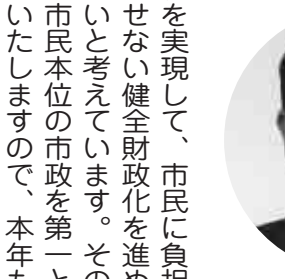 を実現して、市民に負担
せない健全財政化を進め
いと考えています。その
市民本位の市政を第一と
いたしますので、本年も